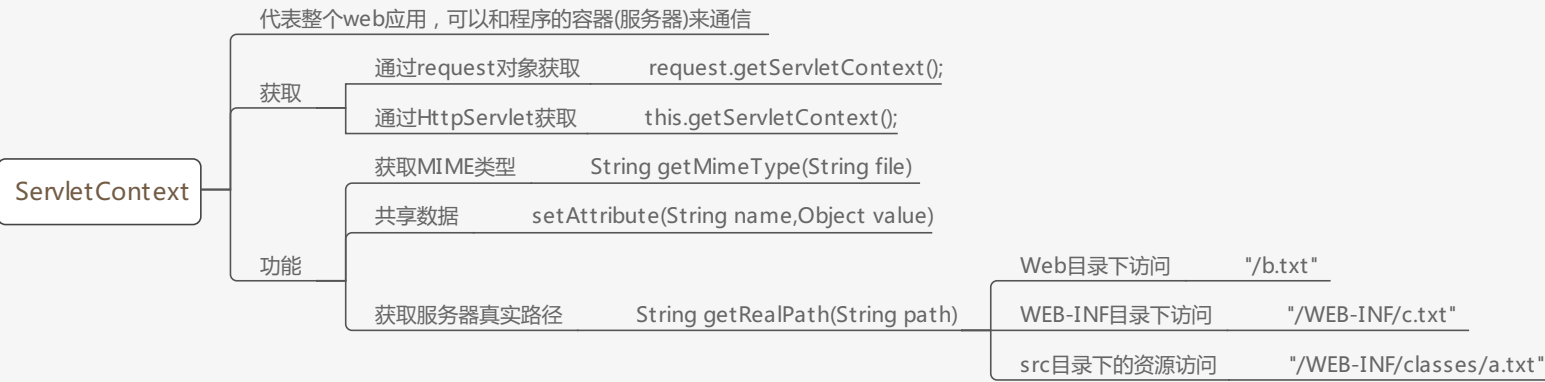 ServletContext
代表整个web应用，可以和程序的容器(服务器)来通信
获取
通过request对象获取 request.getServletContext();
通过HttpServlet获取 this.getServletContext();
功能
获取MIME类型 String getMimeType(String file)
共享数据 setAttribute(String name,Object value)
获取服务器真实路径 String getRealPath(String path)
Web目录下访问 "/b.txt"
WEB-INF目录下访问 "/WEB-INF/c.txt"
src目录下的资源访问 "/WEB-INF/classes/a.txt"